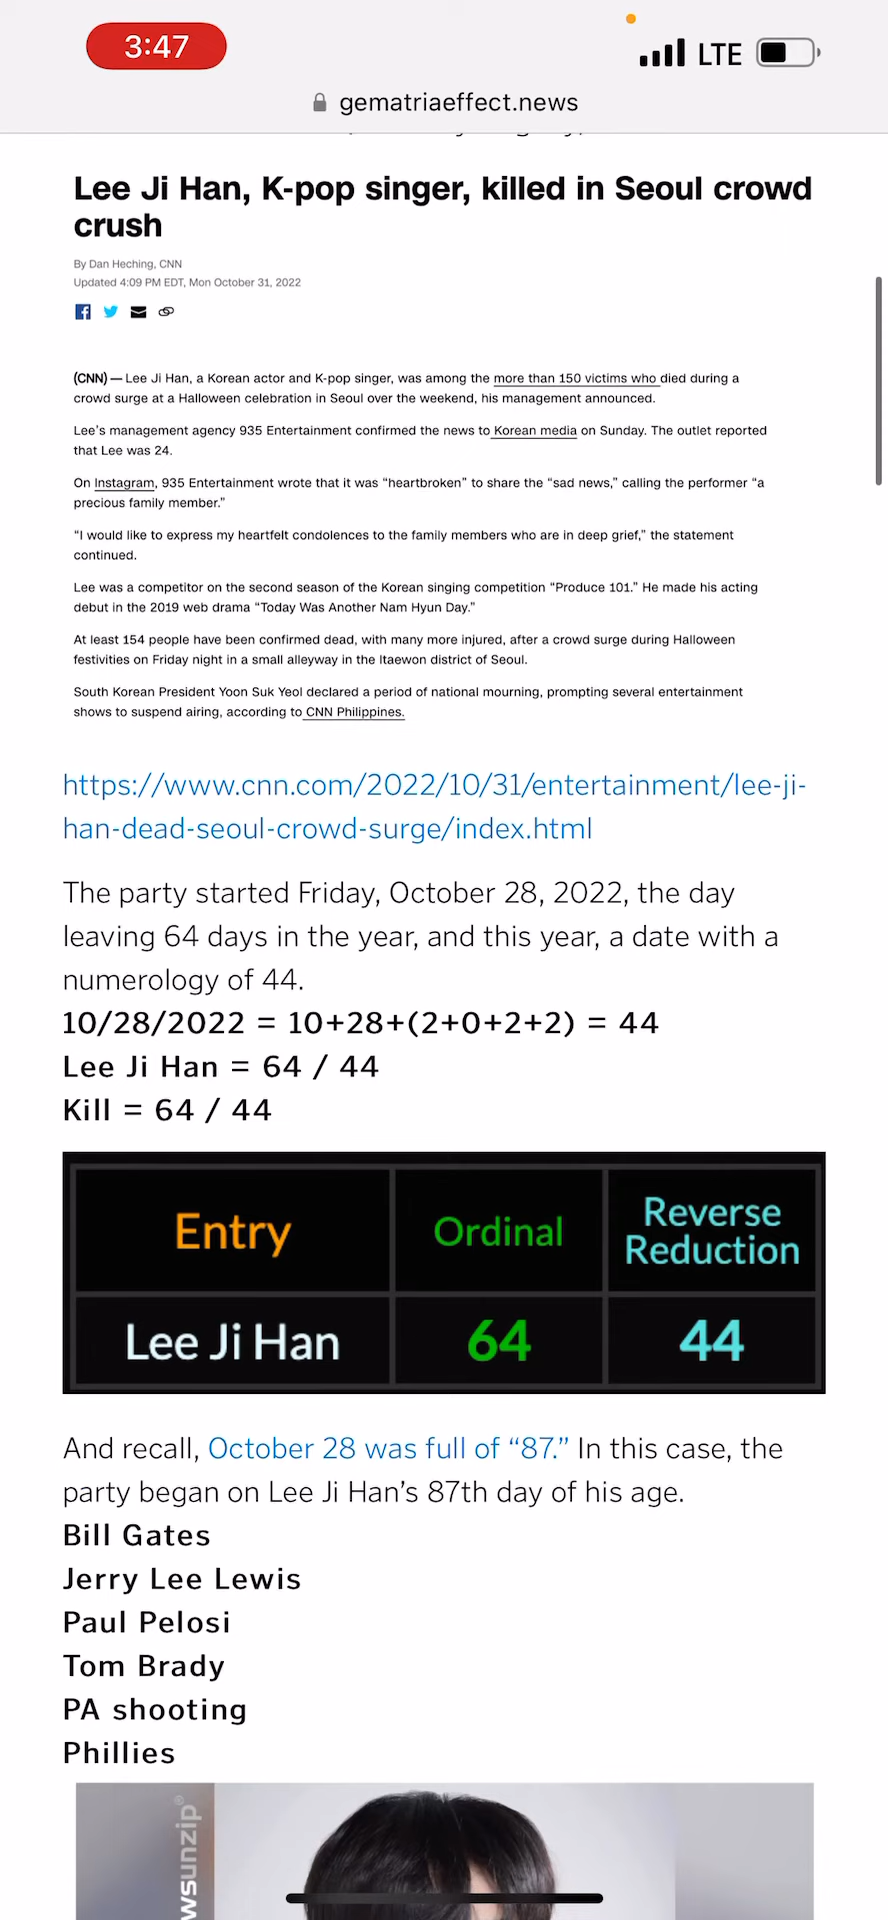 3:47
LTE
gematriaeffect.news
Lee Ji Han, K-pop singer, killed in Seoul crowd
crush
By Dan Heching, CNN
Updated 4:09 PM EDT, Mon October 31, 2022
(CNN) — Lee Ji Han, a Korean actor and K-pop singer, was among the more than 150 victims who died during a
crowd surge at a Halloween celebration in Seoul over the weekend, his management announced.
Lee's management agency 935 Entertainment confirmed the news to Korean media on Sunday. The outlet reported
that Lee was 24.
On Instagram, 935 Entertainment wrote that it was “heartbroken” to share the “sad news,” calling the performer “a
precious family member.”
“I would like to express my heartfelt condolences to the family members who are in deep grief,” the statement
continued.
Lee was a competitor on the second season of the Korean singing competition “Produce 101.” He made his acting
debut in the 2019 web drama “Today Was Another Nam Hyun Day.”
At least 154 people have been confirmed dead, with many more injured, after a crowd surge during Halloween
festivities on Friday night in a small alleyway in the Itaewon district of Seoul.
South Korean President Yoon Suk Yeol declared a period of national mourning, prompting several entertainment
shows to suspend airing, according to CNN Philippines.
https://www.cnn.com/2022/10/31/entertainment/lee-ji-
han-dead-seoul-crowd-surge/index.html
The party started Friday, October 28, 2022, the day
leaving 64 days in the year, and this year, a date with a
numerology of 44.
10/28/2022 = 10+28+(2+0+2+2) = 44
Lee Ji Han = 64 / 44
Kill = 64 / 44
Entry Ordinal Reverse Reduction
Lee Ji Han 64 44
And recall, October 28 was full of “87.” In this case, the
party began on Lee Ji Han’s 87th day of his age.
Bill Gates
Jerry Lee Lewis
Paul Pelosi
Tom Brady
PA shooting
Phillies
wsunzip®